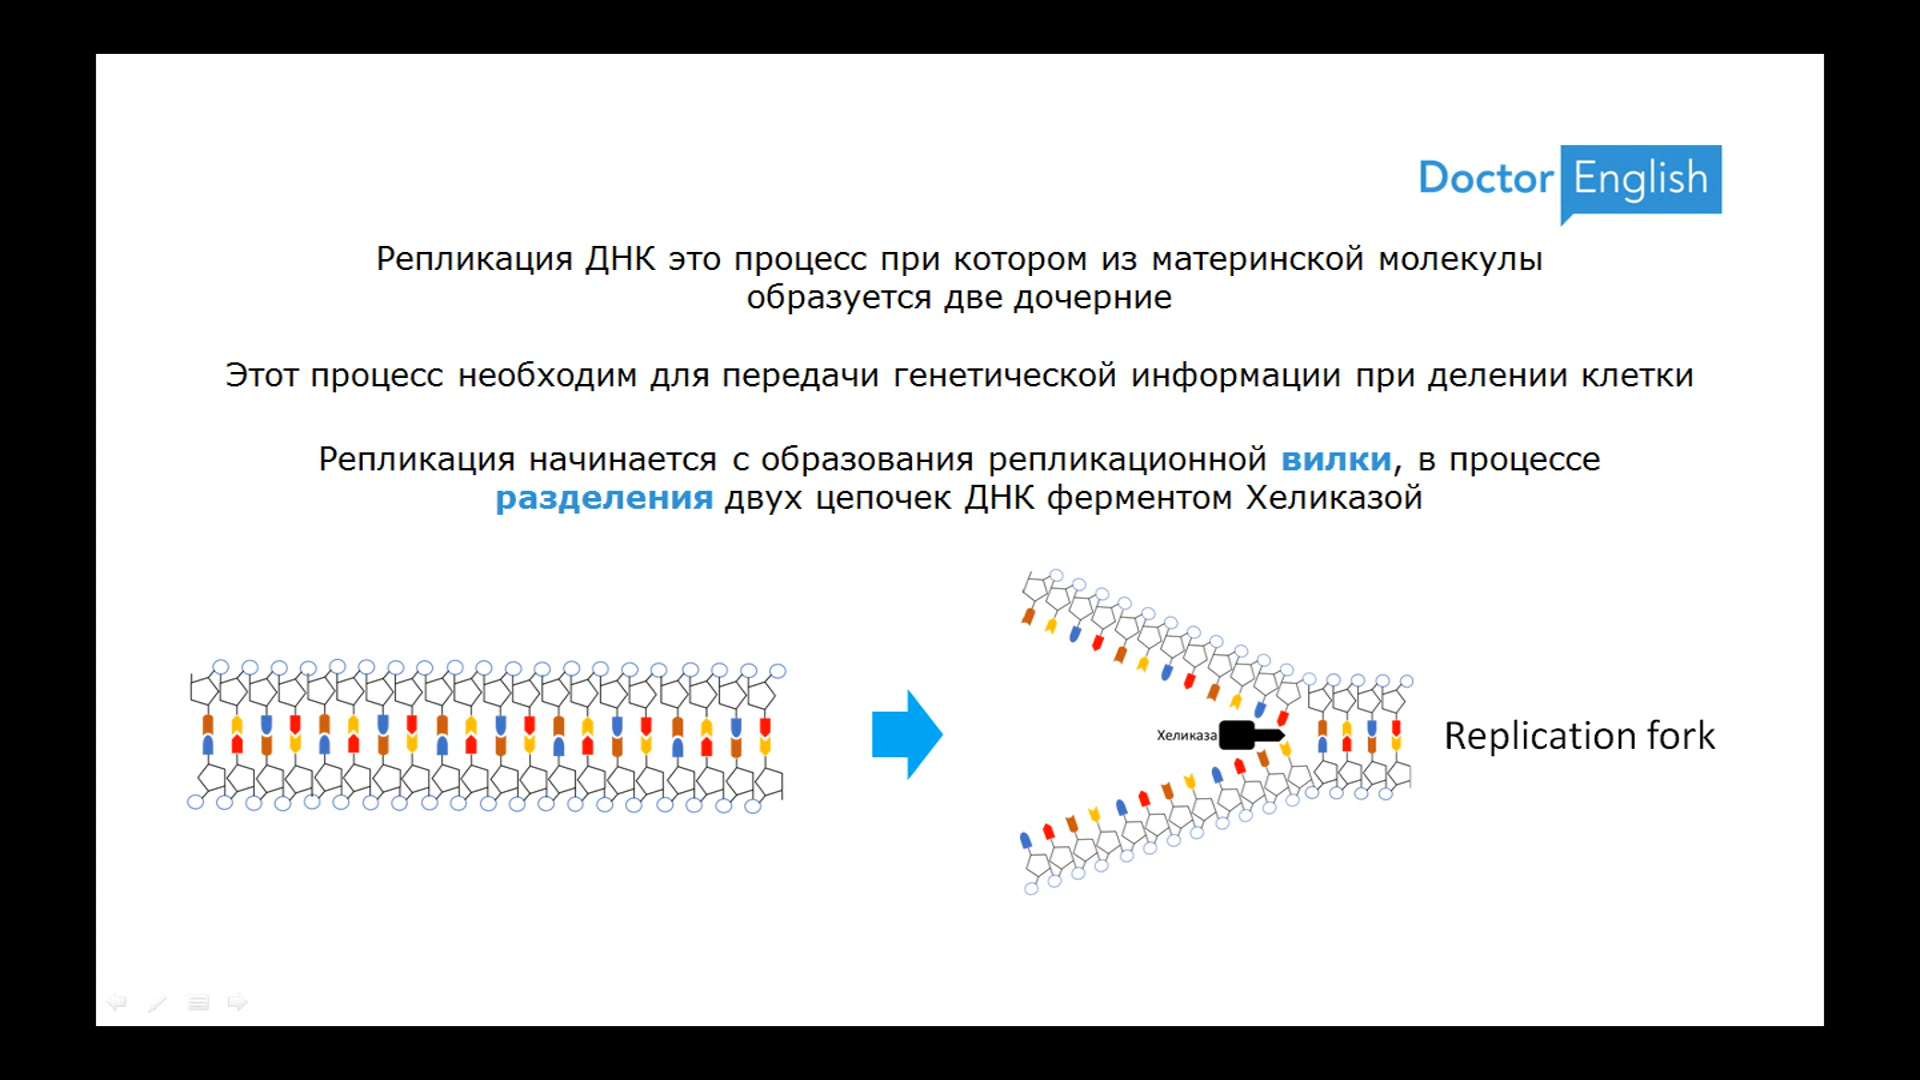 Doctor English
Репликация ДНК это процесс при котором из материнской молекулы
образуется две дочерние
Этот процесс необходим для передачи генетической информации при делении клетки
Репликация начинается с образования репликационной вилки, в процессе
разделения двух цепочек ДНК ферментом Хеликазой
Хеликаза
Replication fork